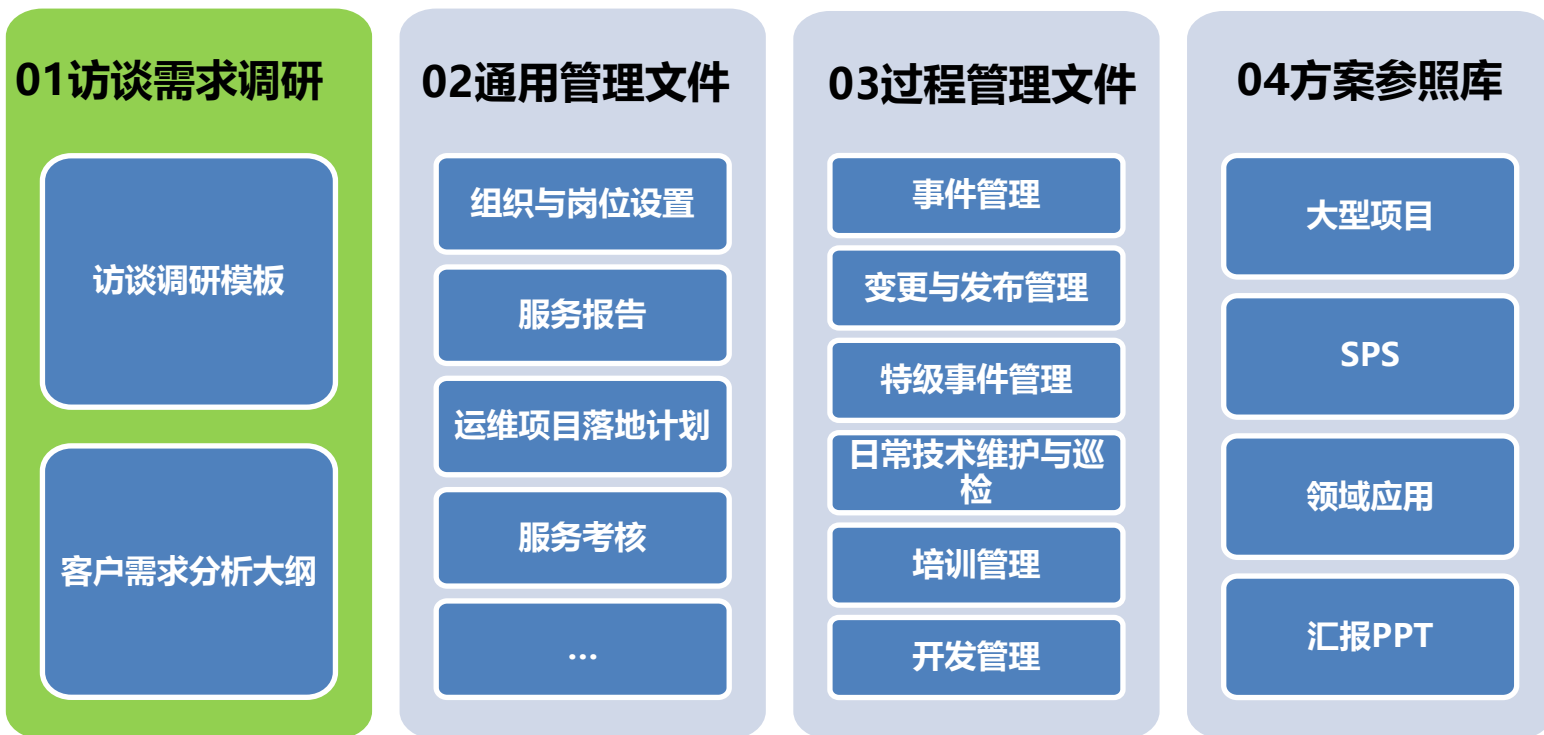 01访谈需求调研
访谈调研模板
客户需求分析大纲
02通用管理文件
组织与岗位设置
服务报告
运维项目落地计划
服务考核
...
03过程管理文件
事件管理
变更与发布管理
特级事件管理
日常技术维护与巡
检
培训管理
开发管理
04方案参照库
大型项目
SPS
领域应用
汇报PPT